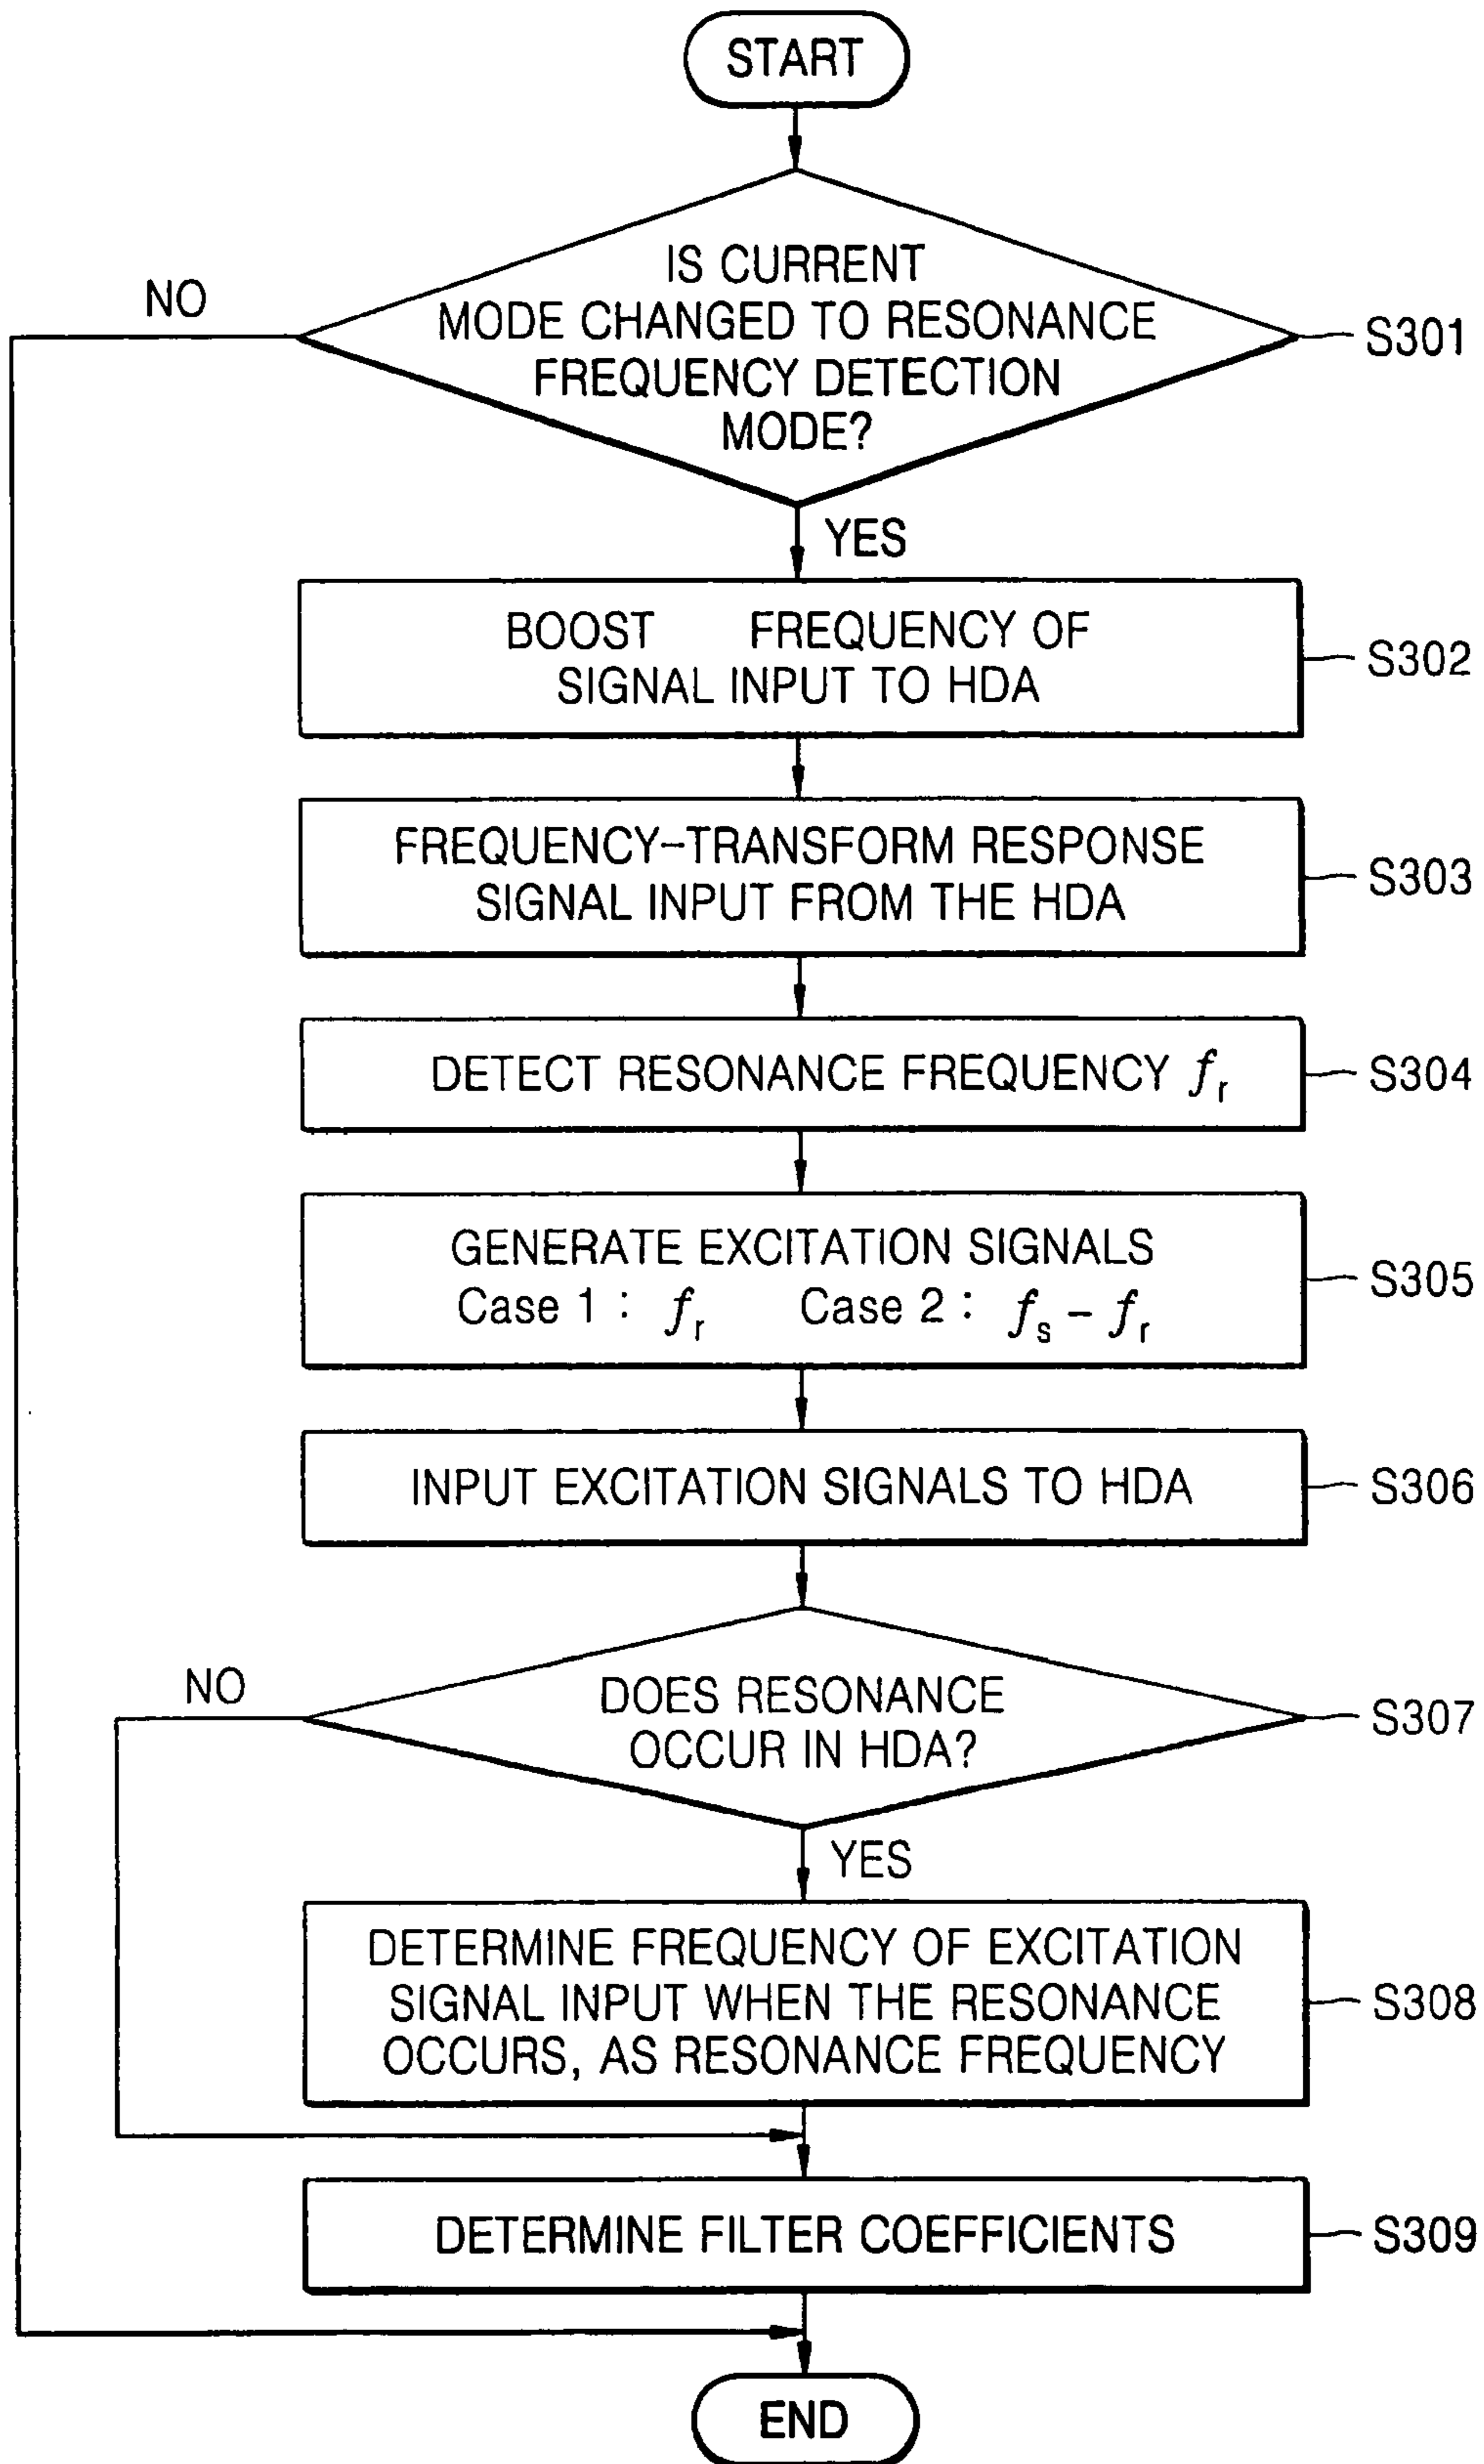 START
IS CURRENT
MODE CHANGED TO RESONANCE
FREQUENCY DETECTION
MODE?
NO
S301
YES
BOOST FREQUENCY OF
SIGNAL INPUT TO HDA
S302
FREQUENCY-TRANSFORM RESPONSE
SIGNAL INPUT FROM THE HDA
S303
DETECT RESONANCE FREQUENCY fr
S304
GENERATE EXCITATION SIGNALS
Case 1 : fr Case 2 : fs - fr
S305
INPUT EXCITATION SIGNALS TO HDA
S306
DOES RESONANCE
OCCUR IN HDA?
NO
S307
YES
DETERMINE FREQUENCY OF EXCITATION
SIGNAL INPUT WHEN THE RESONANCE
OCCURS, AS RESONANCE FREQUENCY
S308
DETERMINE FILTER COEFFICIENTS
S309
END